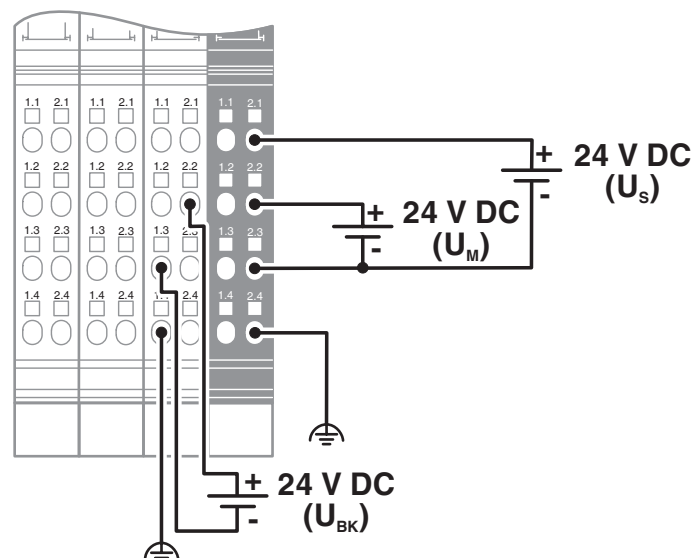 1.1 2.1 1.1 2.1 1.1 2.1 1.1 2.1
1.2 2.2 1.2 2.2 1.2 2.2 1.2 2.2
1.3 2.3 1.3 2.3 1.3 2.3 1.3 2.3
1.4 2.4 1.4 2.4 2.4 1.4 2.4
+ 24 V DC
(Us)
-
+ 24 V DC
(UM)
-
+ 24 V DC
(UBK)
-